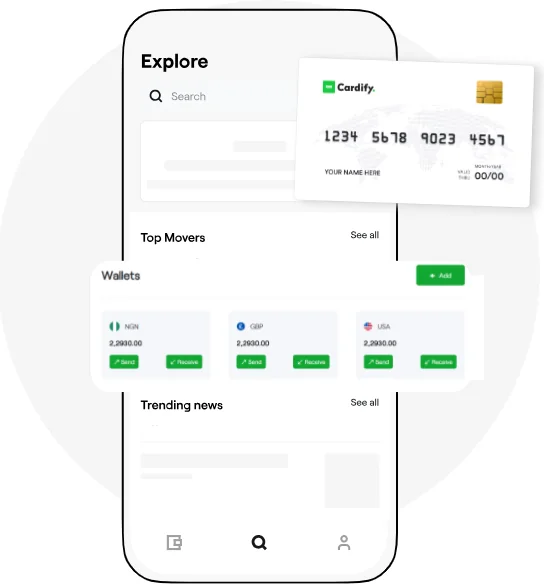 Explore
Search
Cardify.
1234 5678 9023 4567
YOUR NAME HERE
VALID THRU
MONTH/YEAR
00/00
Top Movers
See all
Wallets
+ Add
NGN
2,2930.00
Send
Receive
GBP
2,2930.00
Send
Receive
USA
2,2930.00
Send
Receive
Trending news
See all